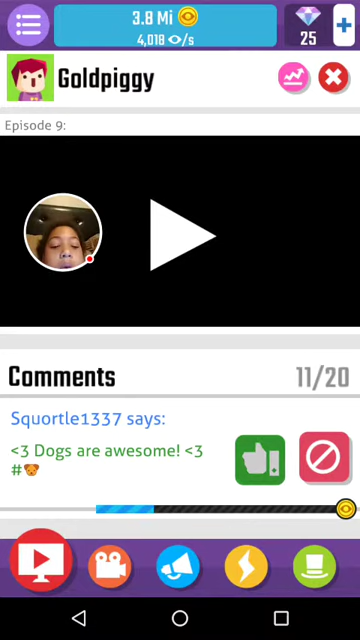 3.8 Mi
4,018 /s
25
Goldpiggy
Episode 9:
Comments
11/20
Squortle1337 says:
<3 Dogs are awesome! <3
#🐶